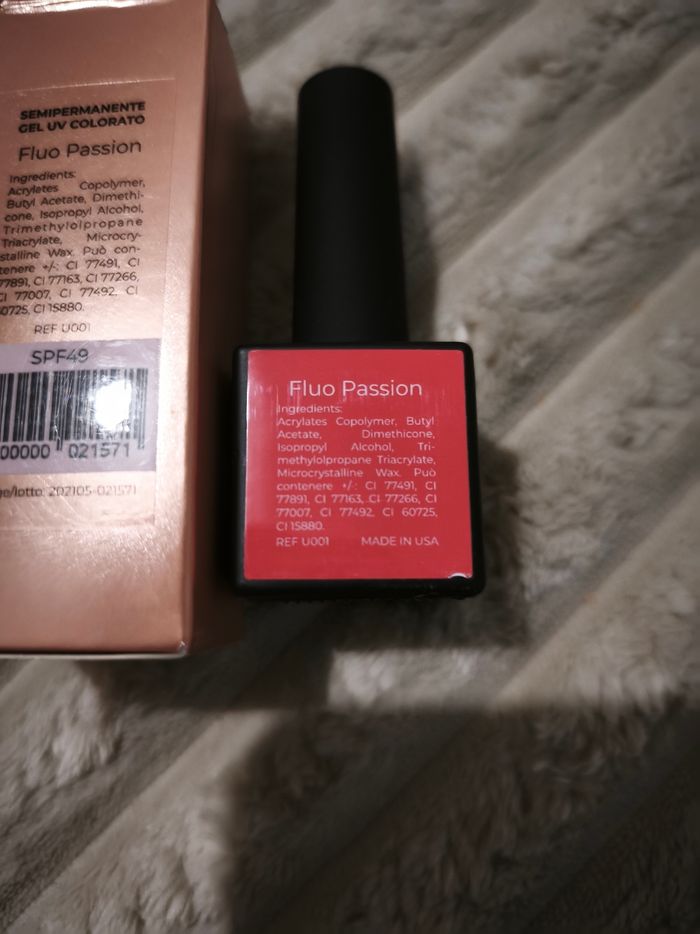 SEMIPERMANENTE
GEL UV COLORATO
Fluo Passion
Ingredients:
Acrylates Copolymer,
Butyl Acetate, Dimethi-
cone, Isopropyl Alcohol,
Trimethylolpropane
Triacrylate, Microcry-
stalline Wax. Può con-
tenere +/-: CI 77491, CI
77891, CI 77163, CI 77266,
CI 77007, CI 77492, CI
60725, CI 15880.
REF U001
SPF49
00000 021571
202105-021571
Fluo Passion
Ingredients:
Acrylates Copolymer, Butyl
Acetate, Dimethicone,
Isopropyl Alcohol, Tri-
methylolpropane Triacrylate,
Microcrystalline Wax. Può
contenere +/-: CI 77491, CI
77891, CI 77163, CI 77266, CI
77007, CI 77492, CI 60725,
CI 15880.
REF U001 MADE IN USA